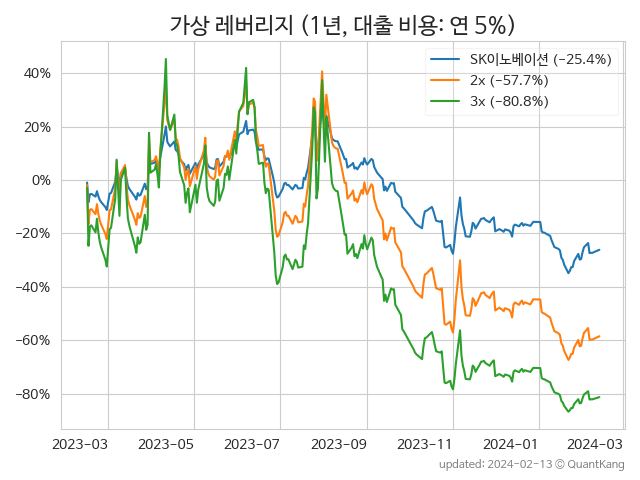 가상 레버리지 (1년, 대출 비용: 연 5%)
SK이노베이션 (−25.4%)
2x (−57.7%)
3x (−80.8%)
40%
20%
0%
−20%
−40%
−60%
−80%
2023-03 2023-05 2023-07 2023-09 2023-11 2024-01 2024-03
updated: 2024-02-13 ⓒ QuantKang